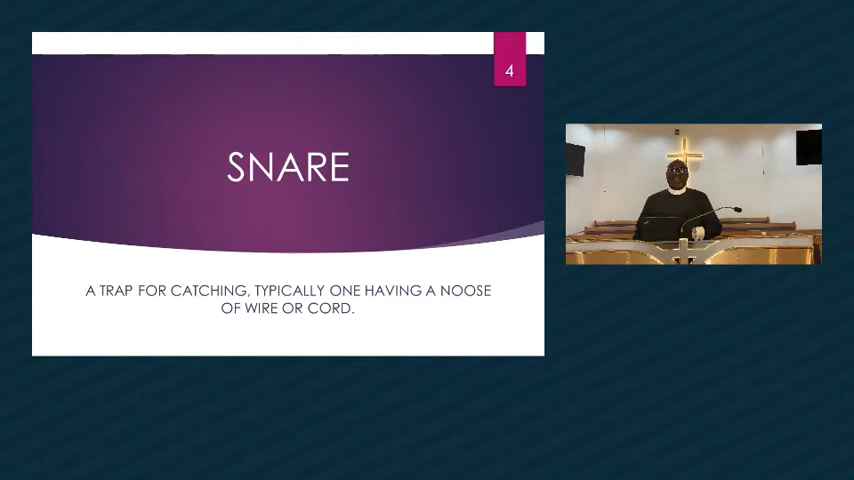 4
SNARE
A TRAP FOR CATCHING, TYPICALLY ONE HAVING A NOOSE
OF WIRE OR CORD.